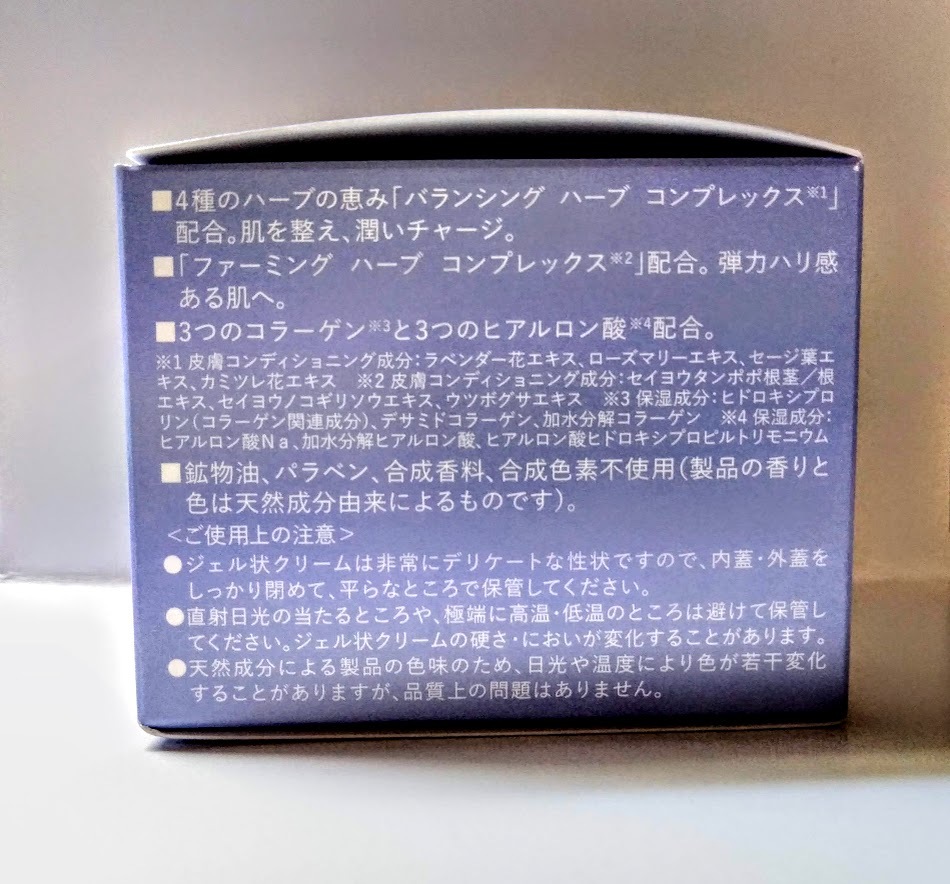 ■4種のハーブの恵み「バランシング ハーブ コンプレックス※1」
配合。肌を整え、潤いチャージ。
■「ファーミング ハーブ コンプレックス※2」配合。弾力ハリ感
ある肌へ。
■3つのコラーゲン※3と3つのヒアルロン酸※4配合。
※1 皮膚コンディショニング成分:ラベンダー花エキス、ローズマリーエキス、セージ葉エ
キス、カミツレ花エキス ※2 皮膚コンディショニング成分:セイヨウタンポポ根茎/根
エキス、セイヨウノコギリソウエキス、ウツボグサエキス ※3 保湿成分:ヒドロキシプロ
リン(コラーゲン関連成分)、デサミドコラーゲン、加水分解コラーゲン ※4 保湿成分:
ヒアルロン酸Na、加水分解ヒアルロン酸、ヒアルロン酸ヒドロキシプロピルトリモニウム
■鉱物油、パラベン、合成香料、合成色素不使用(製品の香りと
色は天然成分由来によるものです)。
<ご使用上の注意>
●ジェル状クリームは非常にデリケートな性状ですので、内蓋・外蓋を
しっかり閉めて、平らなところで保管してください。
●直射日光の当たるところや、極端に高温・低温のところは避けて保管し
てください。ジェル状クリームの硬さ・においが変化することがあります。
●天然成分による製品の色味のため、日光や温度により色が若干変化
することがありますが、品質上の問題はありません。